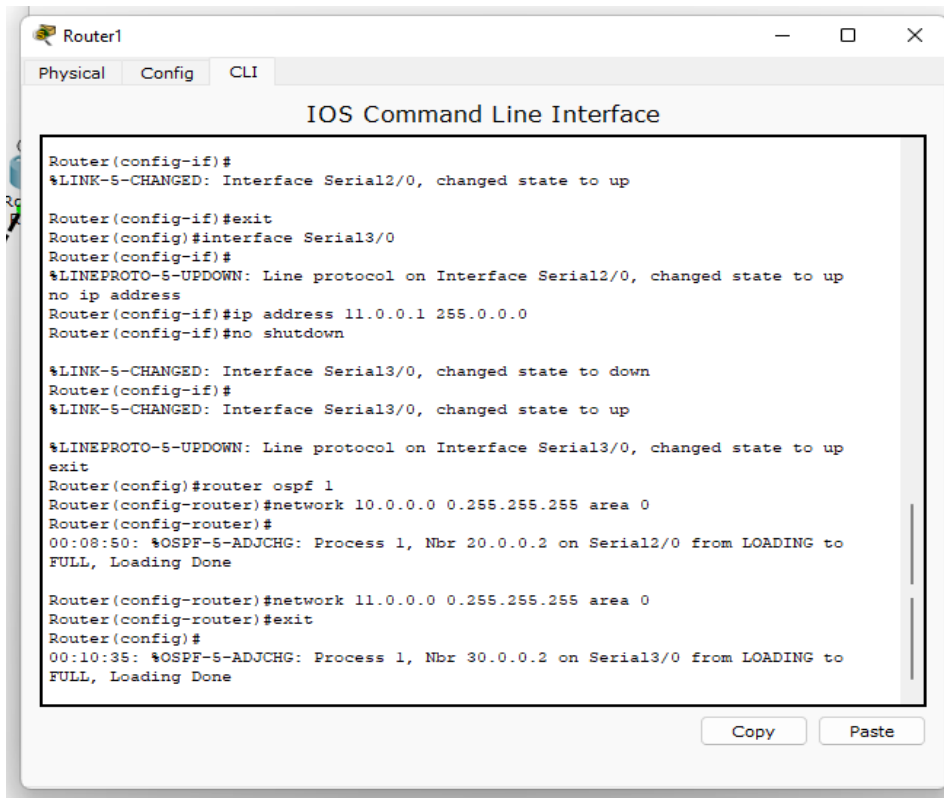 Router1
Physical Config CLI
IOS Command Line Interface
Router(config-if)#
%LINK-5-CHANGED: Interface Serial2/0, changed state to up
Router(config-if)#exit
Router(config)#interface Serial3/0
Router(config-if)#
%LINEPROTO-5-UPDOWN: Line protocol on Interface Serial2/0, changed state to up
no ip address
Router(config-if)#ip address 11.0.0.1 255.0.0.0
Router(config-if)#no shutdown
%LINK-5-CHANGED: Interface Serial3/0, changed state to down
Router(config-if)#
%LINK-5-CHANGED: Interface Serial3/0, changed state to up
%LINEPROTO-5-UPDOWN: Line protocol on Interface Serial3/0, changed state to up
exit
Router(config)#router ospf 1
Router(config-router)#network 10.0.0.0 0.255.255.255 area 0
Router(config-router)#
00:08:50: %OSPF-5-ADJCHG: Process 1, Nbr 20.0.0.2 on Serial2/0 from LOADING to
FULL, Loading Done
Router(config-router)#network 11.0.0.0 0.255.255.255 area 0
Router(config-router)#exit
Router(config)#
00:10:35: %OSPF-5-ADJCHG: Process 1, Nbr 30.0.0.2 on Serial3/0 from LOADING to
FULL, Loading Done
Copy Paste